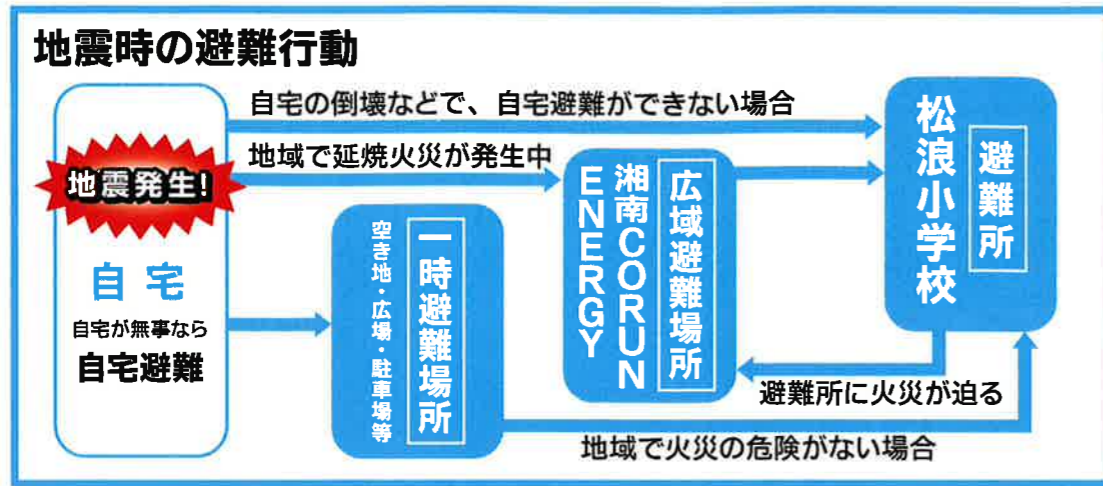 地震時の避難行動
自宅の倒壊などで、自宅避難ができない場合
地域で延焼火災が発生中
地震発生!
自宅
自宅が無事なら
自宅避難
一時避難場所
空き地・広場・駐車場等
広域避難場所
湘南CORUN
ENERGY
避難所
松浪小学校
避難所に火災が迫る
地域で火災の危険がない場合